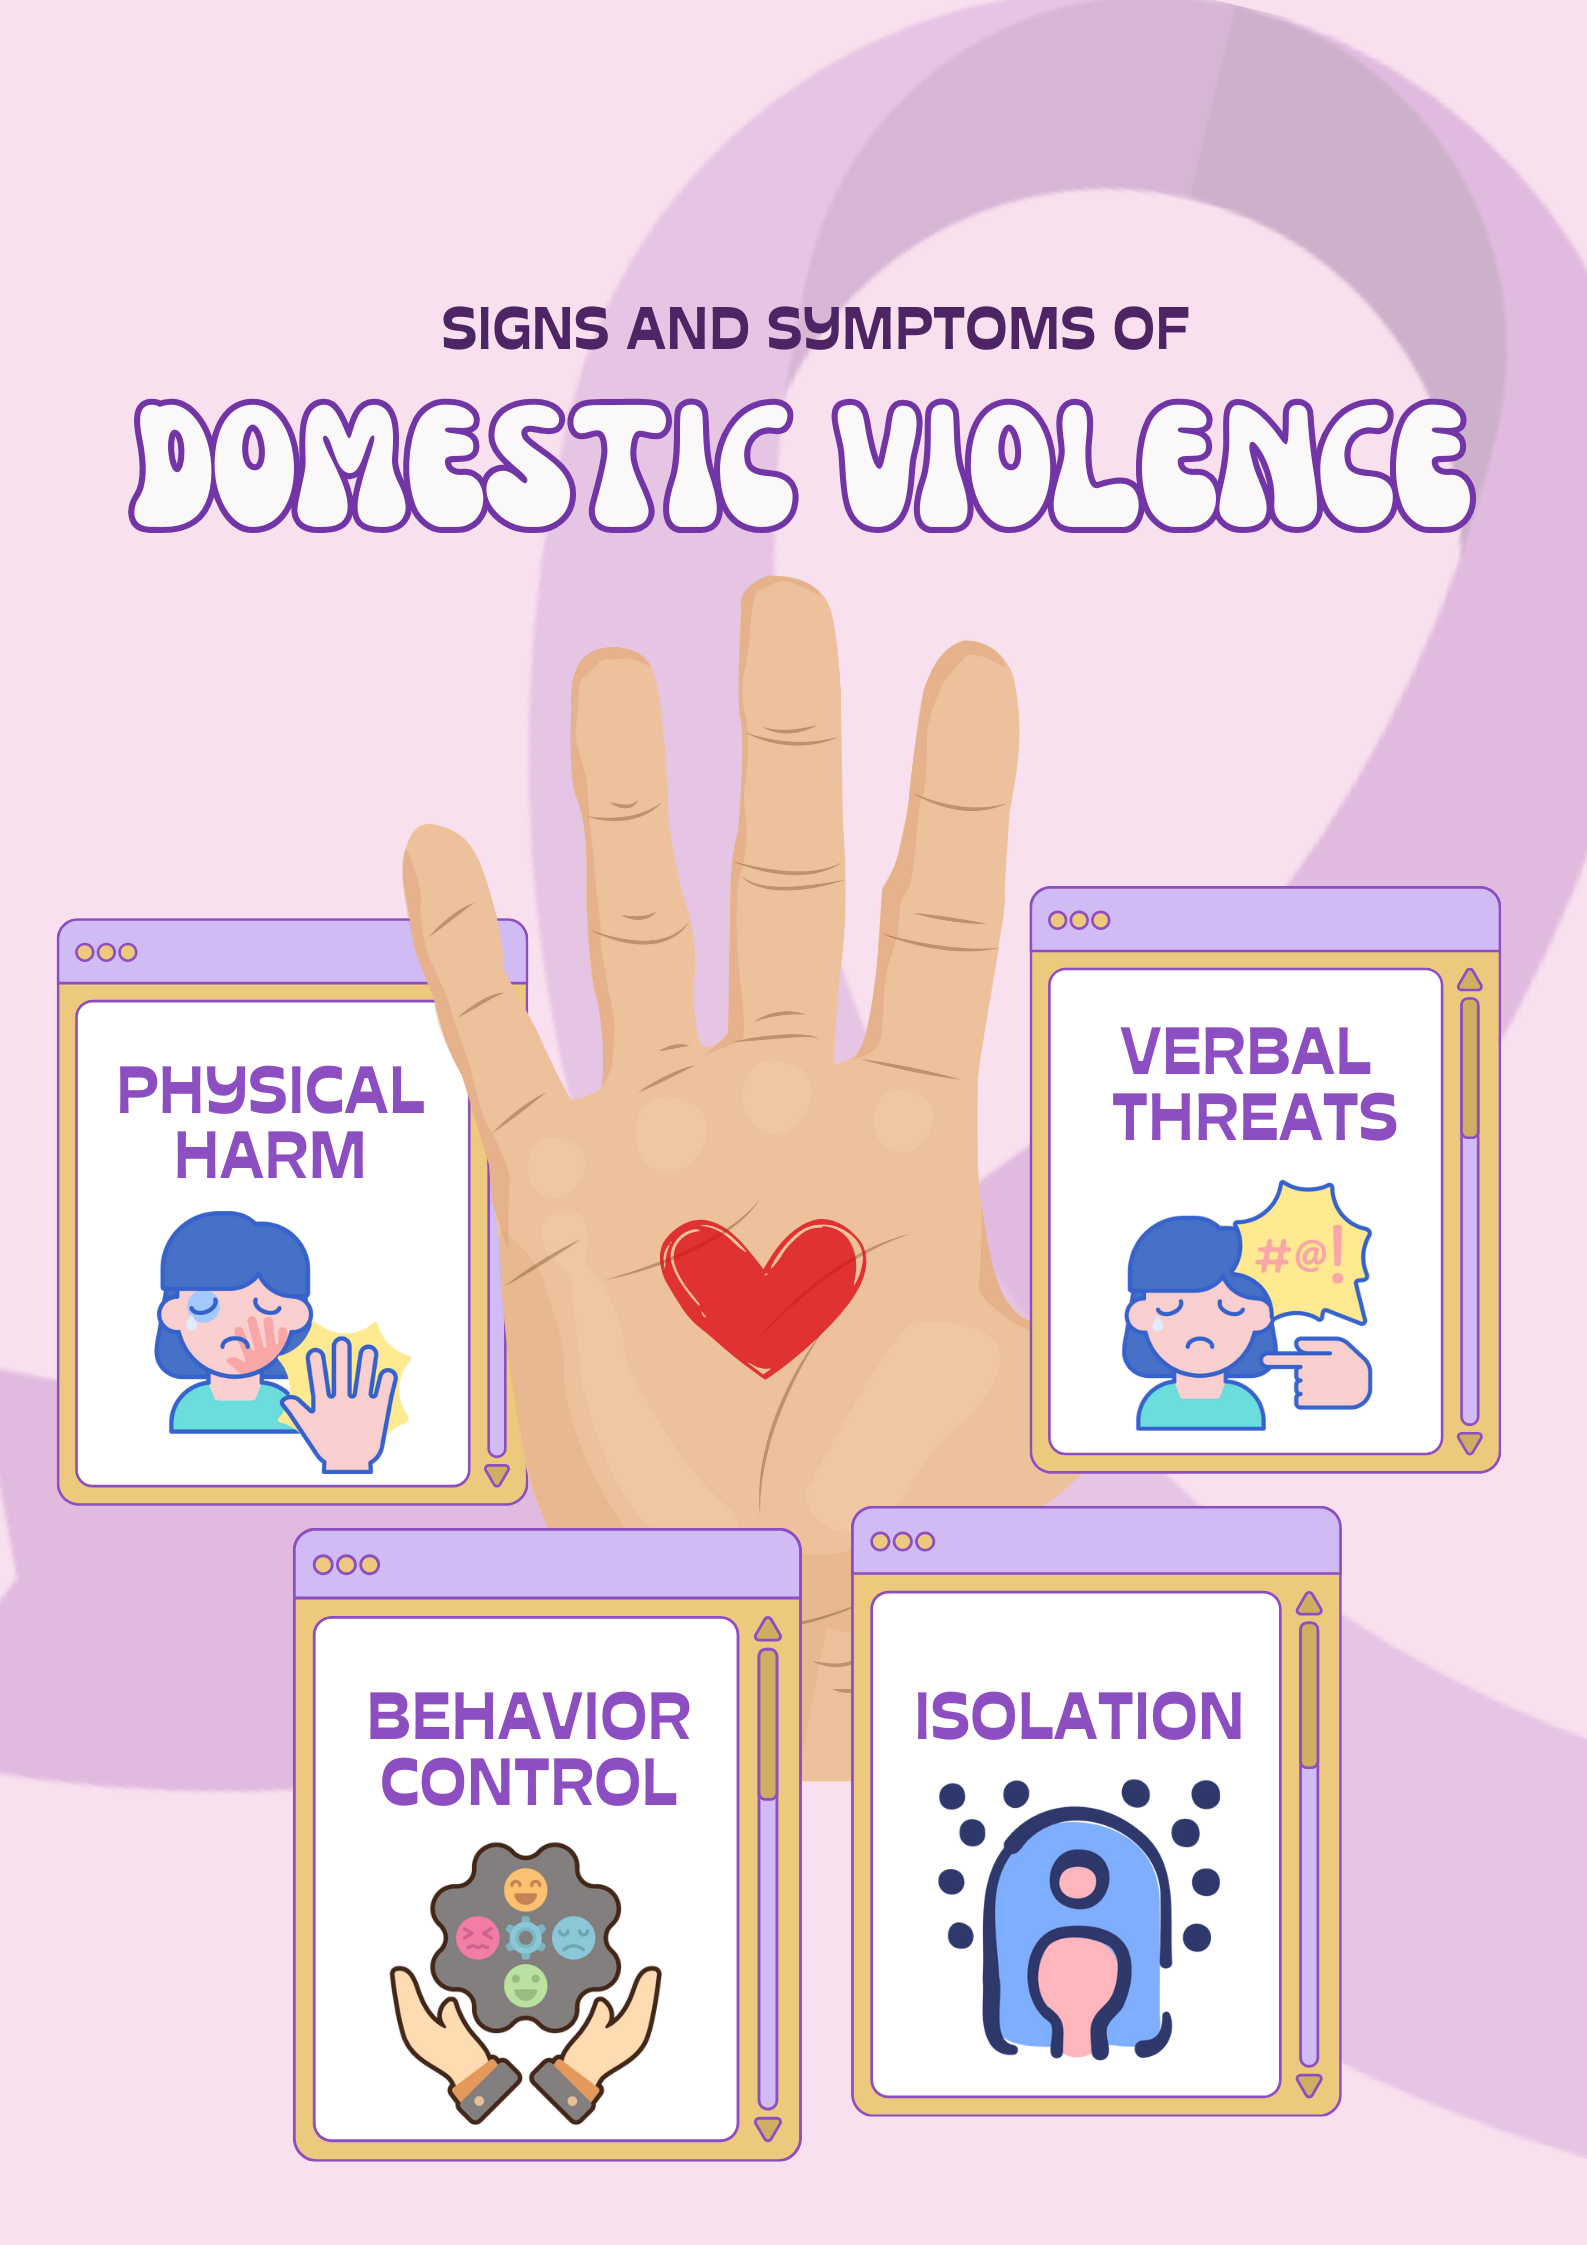 SIGNS AND SYMPTOMS OF
DOMESTIC VIOLENCE
PHYSICAL
HARM
VERBAL
THREATS
#@!
BEHAVIOR
CONTROL
ISOLATION